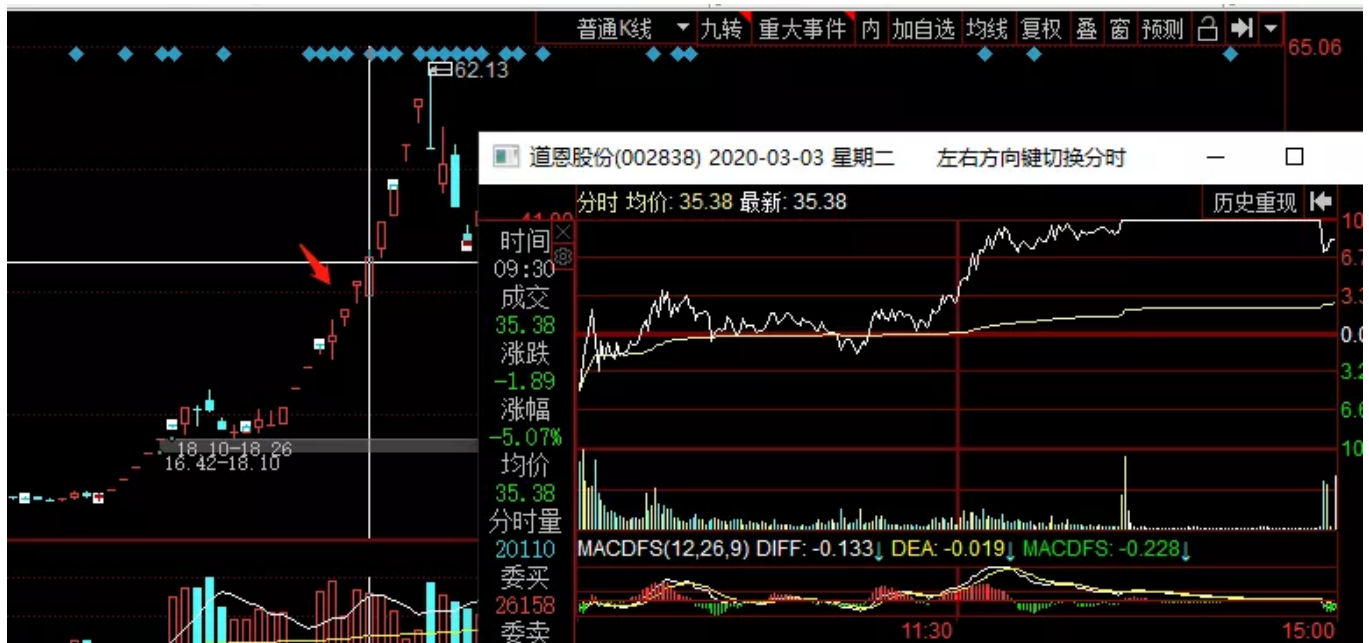 普通K线 九转 重大事件 内 加自选 均线 复权 叠 窗 预测
65.06
62.13
道恩股份(002838) 2020-03-03 星期二 左右方向键切换分时
分时 均价: 35.38 最新: 35.38 历史重现
时间
09:30
成交
35.38
涨跌
-1.89
涨幅
-5.07%
均价
35.38
分时量
20110
委买
26158
委卖
18.10-18.26
16.42-18.10
MACDFS(12,26,9) DIFF: -0.133↓ DEA: -0.019↓ MACDFS: -0.228↓
11:30 15:00